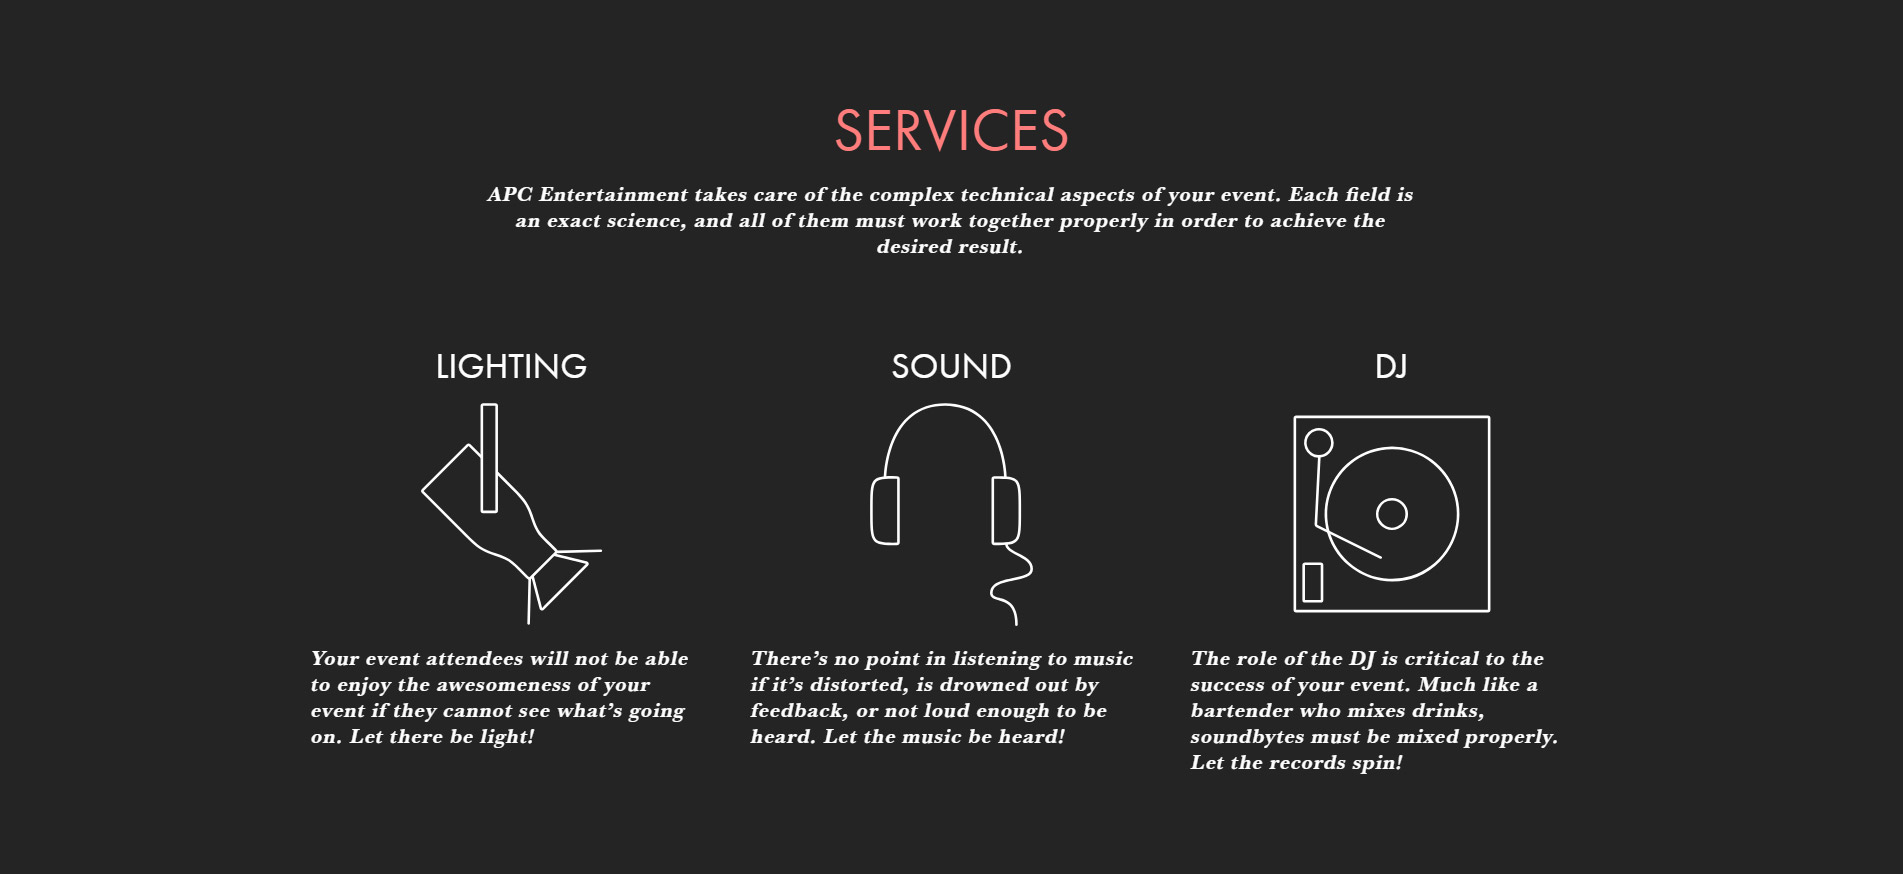 SERVICES
APC Entertainment takes care of the complex technical aspects of your event. Each field is
an exact science, and all of them must work together properly in order to achieve the
desired result.
LIGHTING
Your event attendees will not be able
to enjoy the awesomeness of your
event if they cannot see what’s going
on. Let there be light!
SOUND
There’s no point in listening to music
if it’s distorted, is drowned out by
feedback, or not loud enough to be
heard. Let the music be heard!
DJ
The role of the DJ is critical to the
success of your event. Much like a
bartender who mixes drinks,
soundbytes must be mixed properly.
Let the records spin!